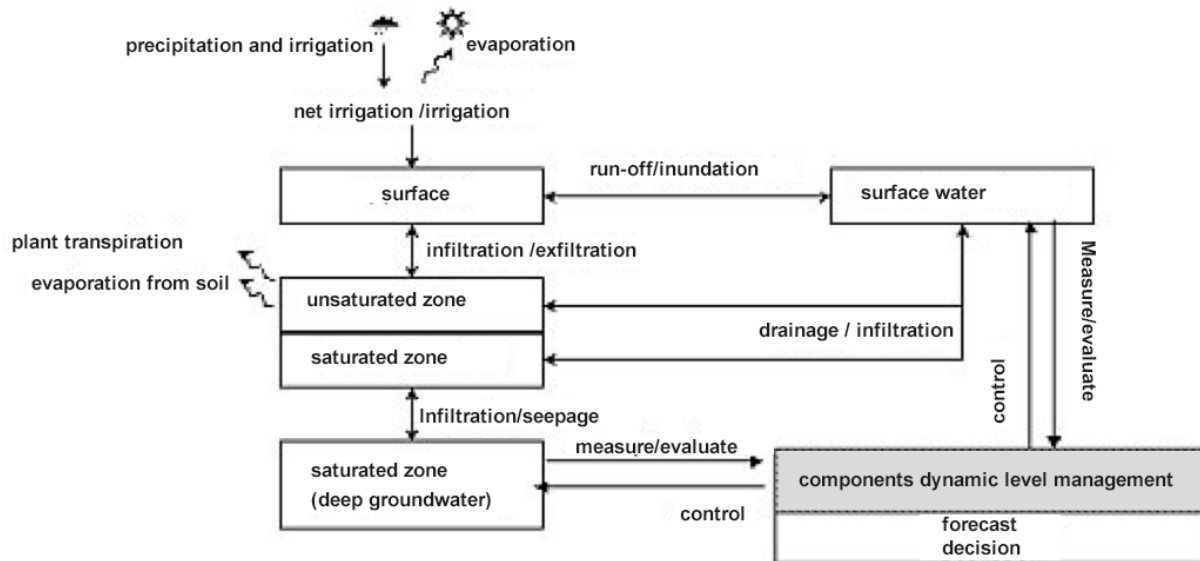 precipitation and irrigation
evaporation
net irrigation /irrigation
run-off/inundation
surface
surface water
plant transpiration
infiltration /exfiltration
evaporation from soil
unsaturated zone
drainage / infiltration
saturated zone
control
Measure/evaluate
Infiltration/seepage
measure/evaluate
saturated zone
(deep groundwater)
components dynamic level management
control
forecast
decision